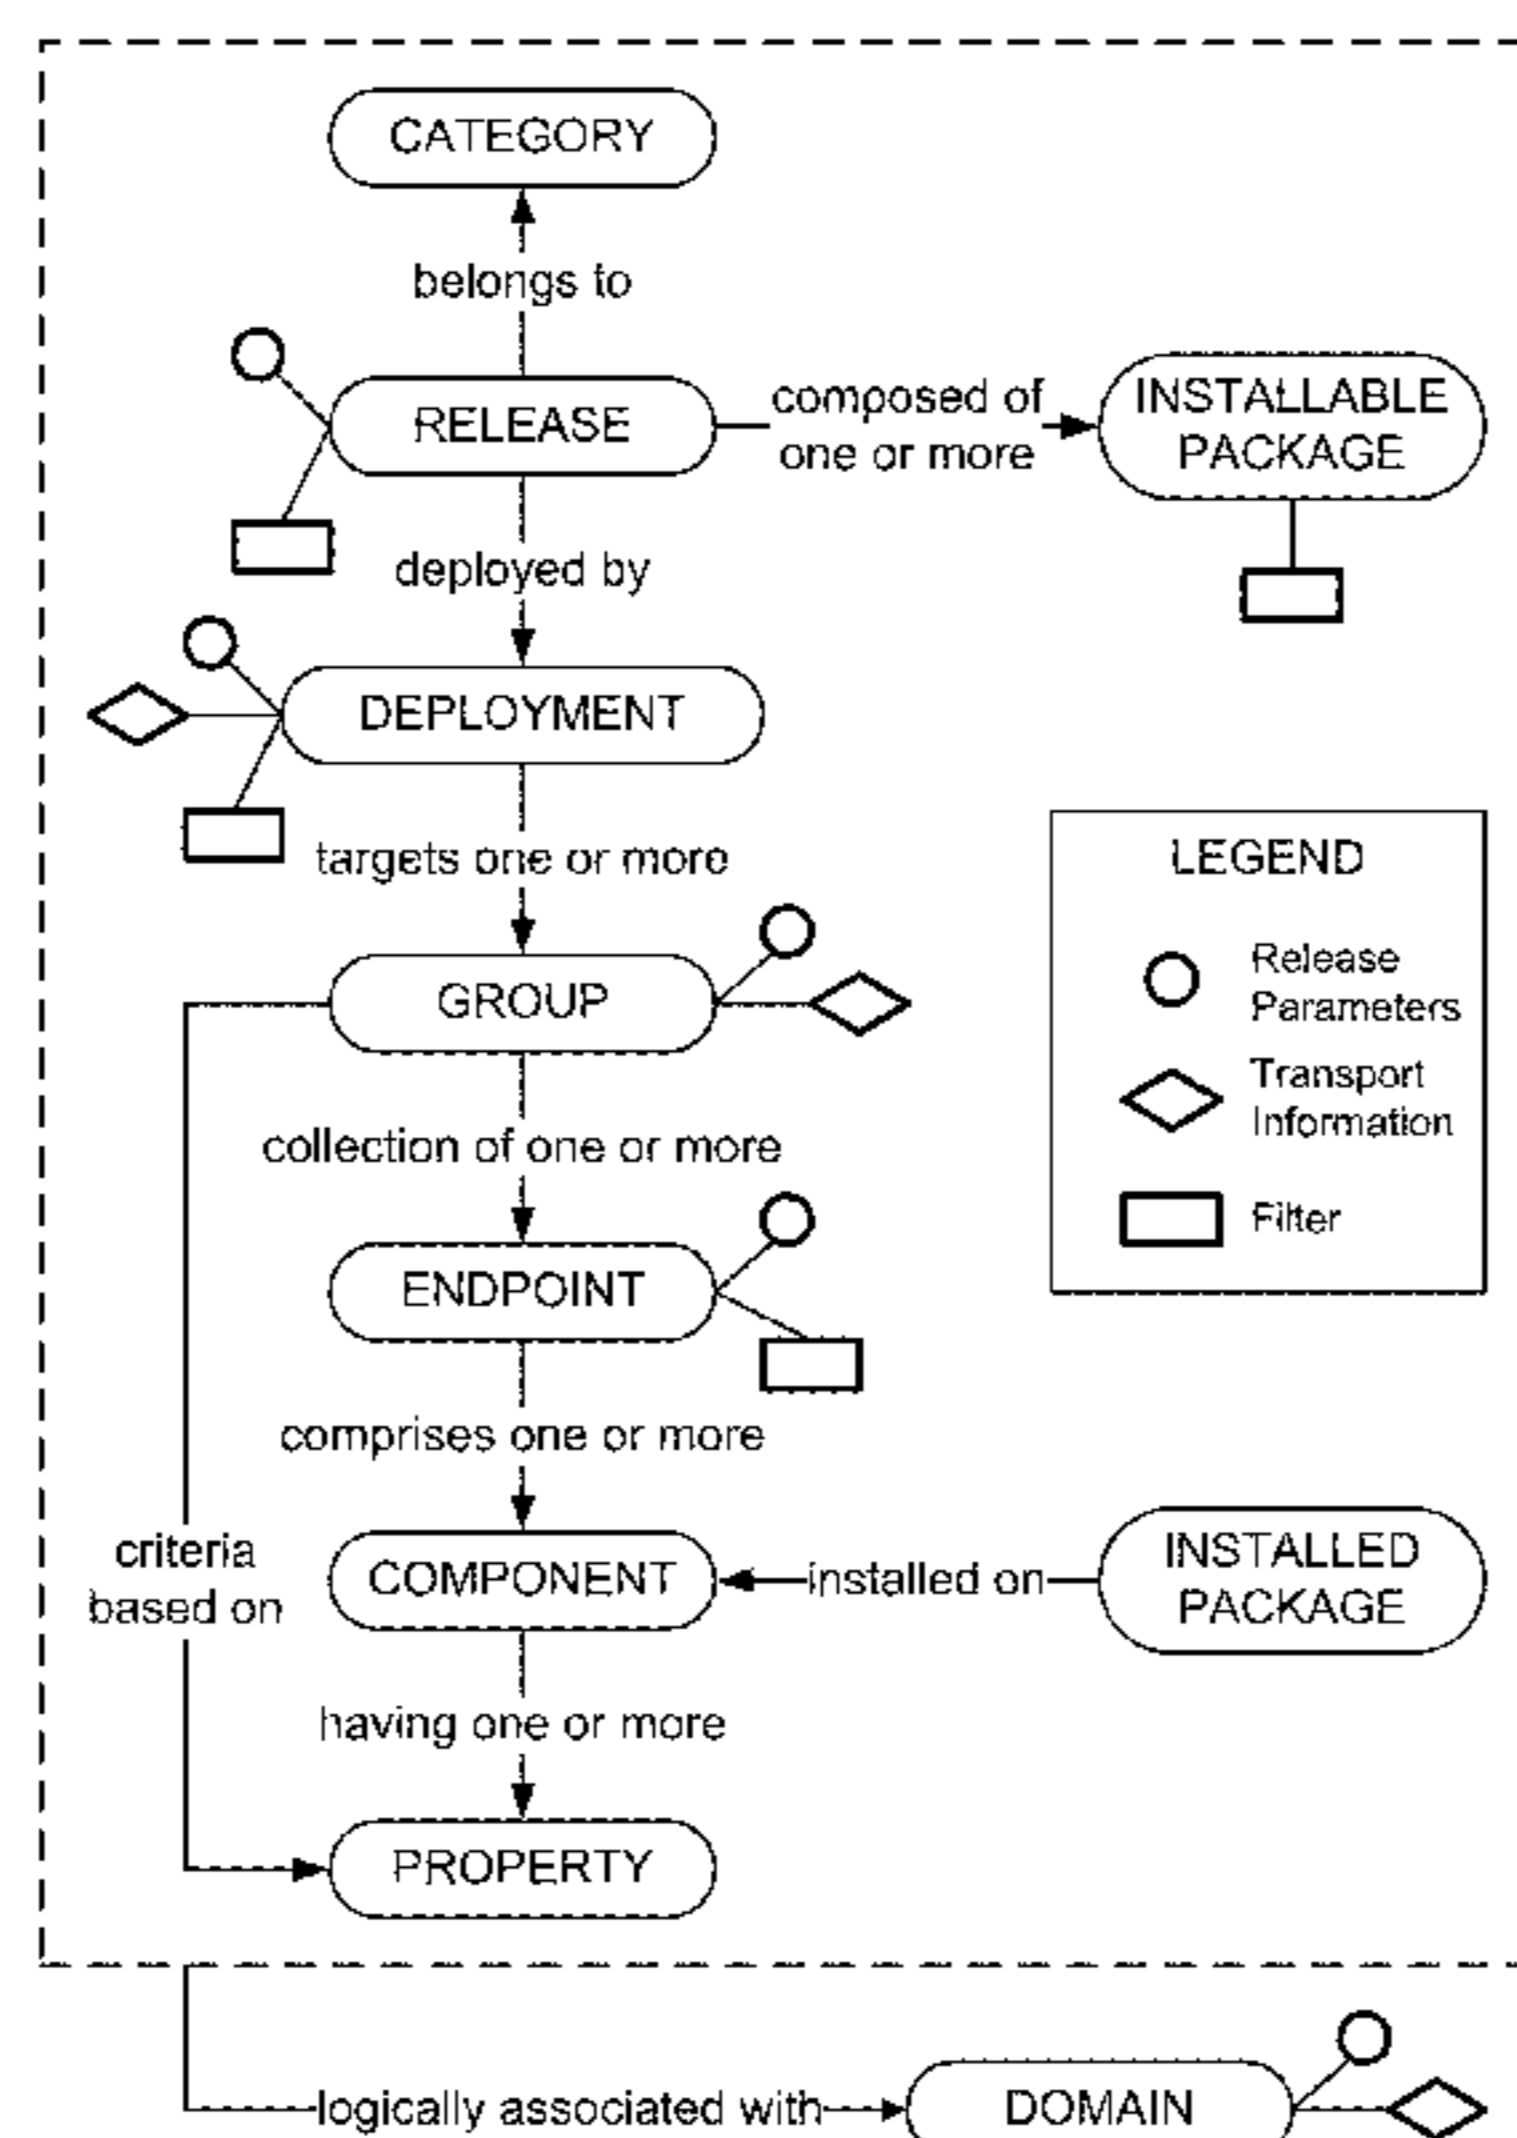 CATEGORY
belongs to
RELEASE
composed of
one or more
INSTALLABLE
PACKAGE
deployed by
DEPLOYMENT
targets one or more
GROUP
collection of one or more
ENDPOINT
comprises one or more
criteria
based on
COMPONENT
installed on
INSTALLED
PACKAGE
having one or more
PROPERTY
LEGEND
Release
Parameters
Transport
Information
Filter
logically associated with
DOMAIN